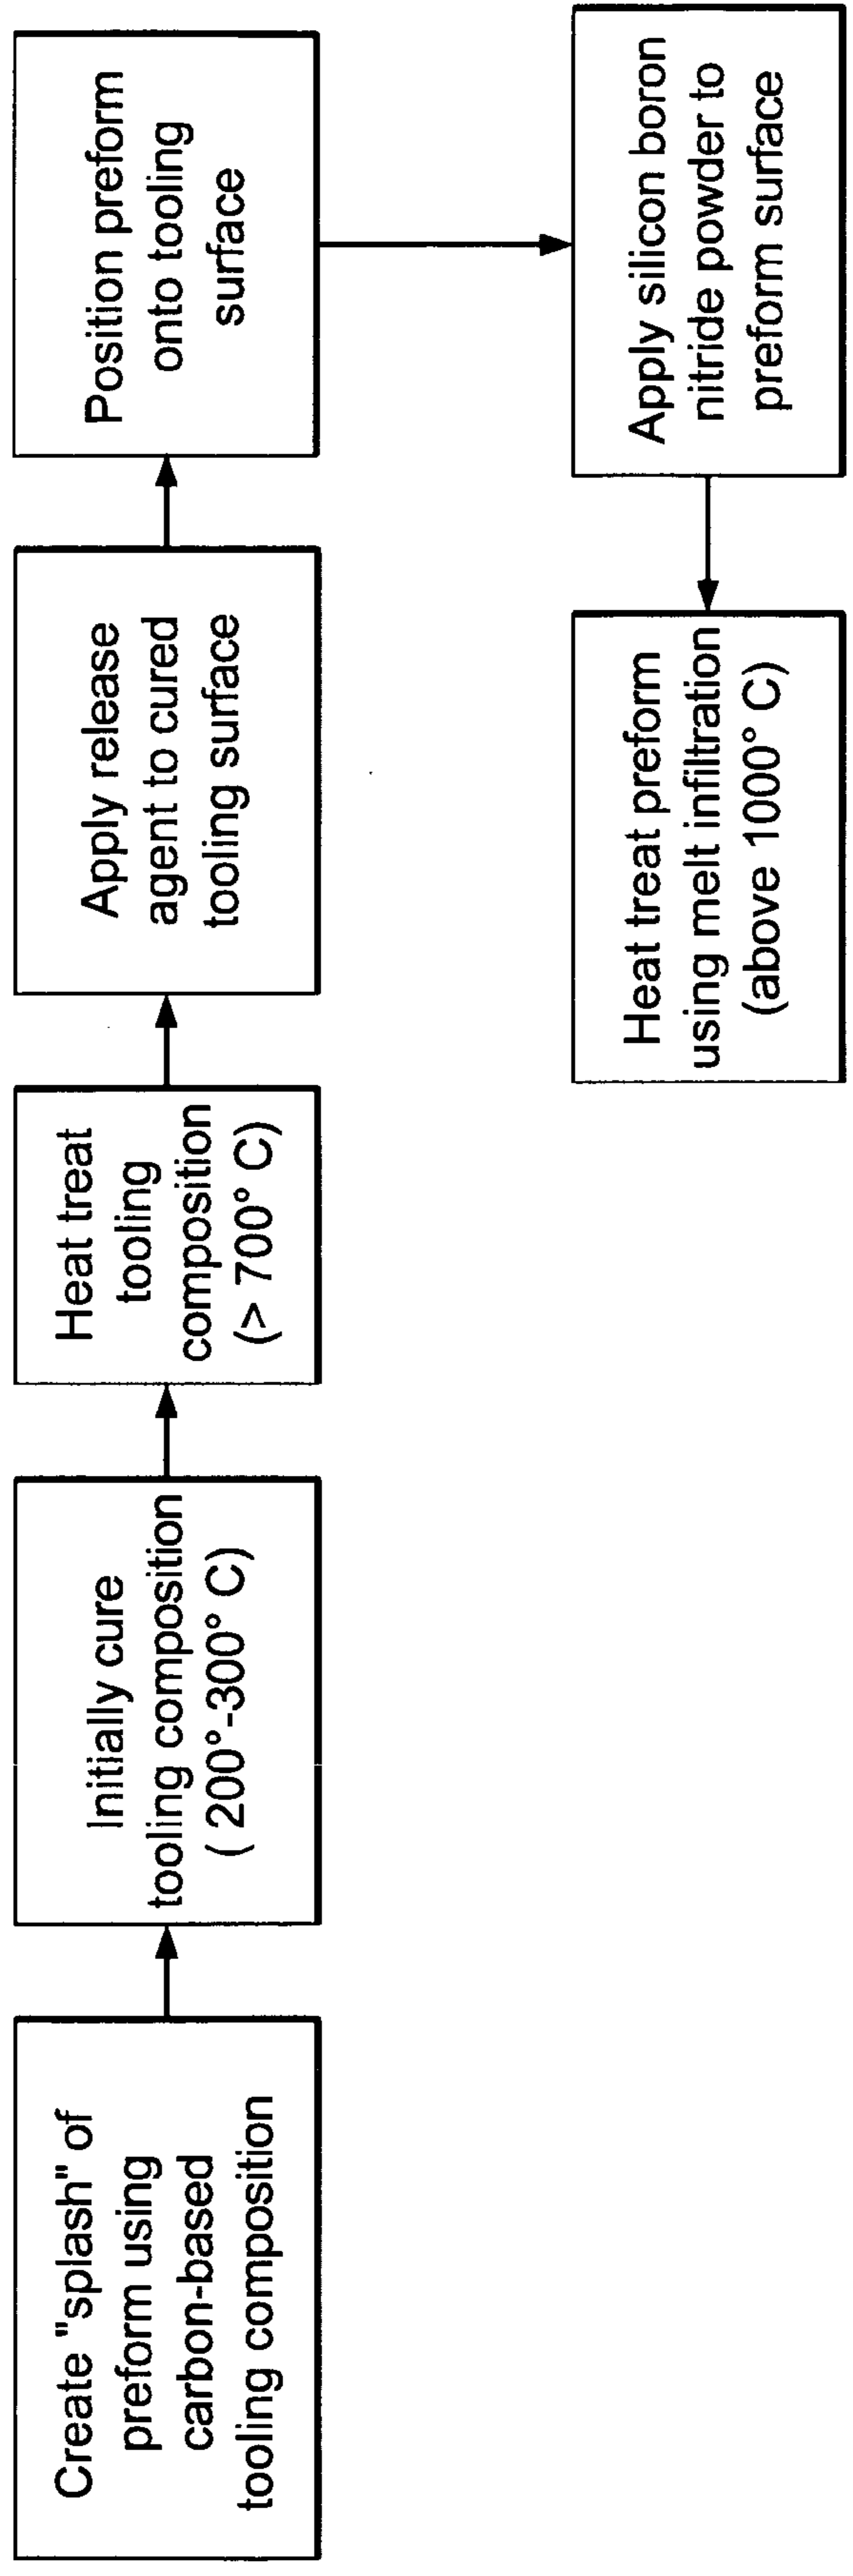 Create "splash" of
preform using
carbon-based
tooling composition
Initially cure
tooling composition
( 200°-300° C)
Heat treat
tooling
composition
(> 700° C)
Apply release
agent to cured
tooling surface
Position preform
onto tooling
surface
Apply silicon boron
nitride powder to
preform surface
Heat treat preform
using melt infiltration
(above 1000° C)